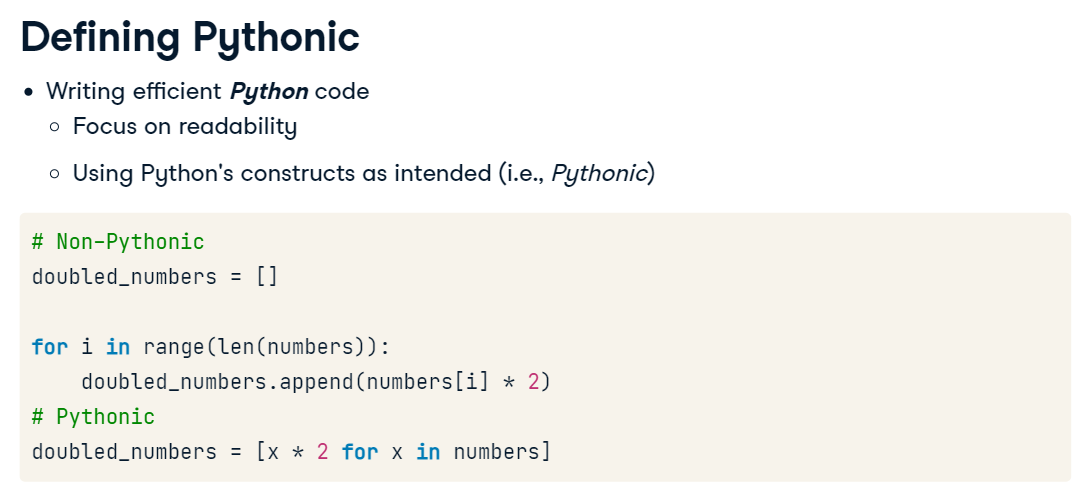 Defining Pythonic
• Writing efficient Python code
○ Focus on readability
○ Using Python's constructs as intended (i.e., Pythonic)
# Non-Pythonic
doubled_numbers = []

for i in range(len(numbers)):
    doubled_numbers.append(numbers[i] * 2)
# Pythonic
doubled_numbers = [x * 2 for x in numbers]